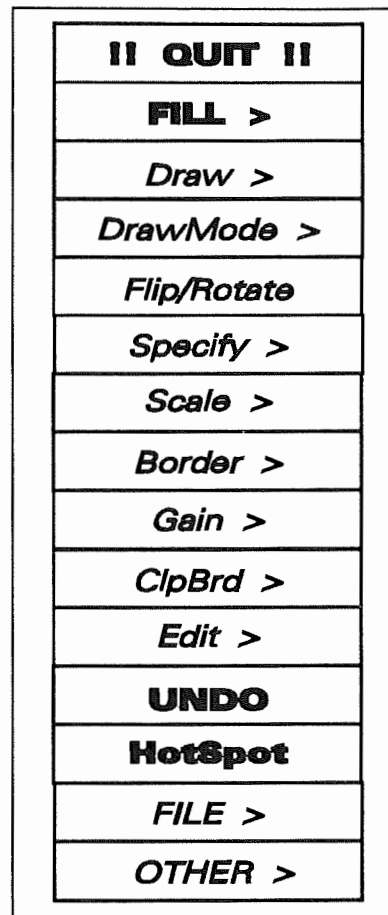 !! QUIT !!
FILL >
Draw >
DrawMode >
Flip/Rotate
Specify >
Scale >
Border >
Gain >
ClpBrd >
Edit >
UNDO
HotSpot
FILE >
OTHER >